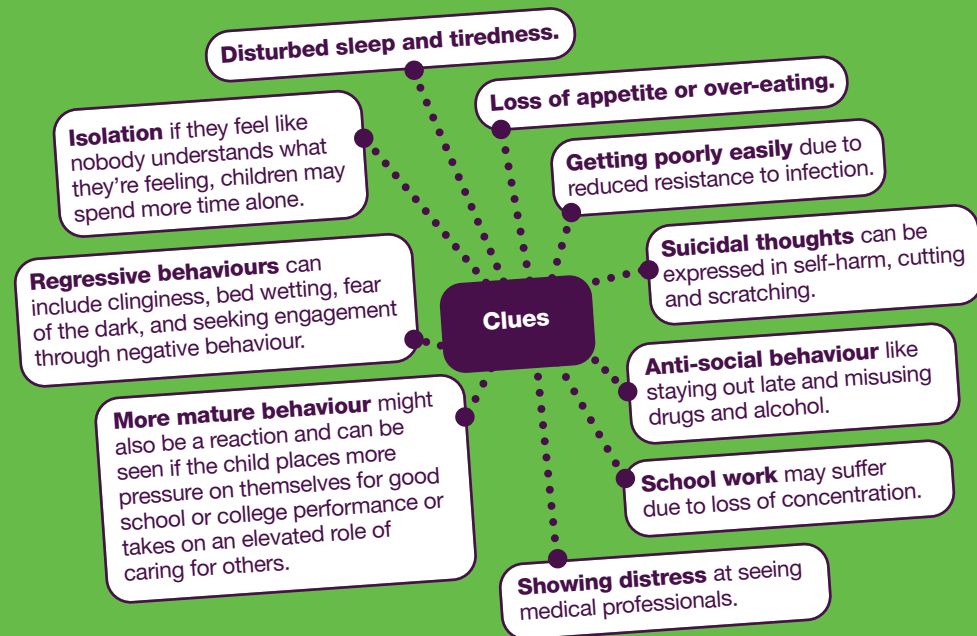 Disturbed sleep and tiredness.
Loss of appetite or over-eating.
Isolation if they feel like
nobody understands what
they're feeling, children may
spend more time alone.
Getting poorly easily due to
reduced resistance to infection.
Suicidal thoughts can be
expressed in self-harm, cutting
and scratching.
Regressive behaviours can
include clinginess, bed wetting, fear
of the dark, and seeking engagement
through negative behaviour.
Clues
Anti-social behaviour like
staying out late and misusing
drugs and alcohol.
More mature behaviour might
also be a reaction and can be
seen if the child places more
pressure on themselves for good
school or college performance or
takes on an elevated role of
caring for others.
School work may suffer
due to loss of concentration.
Showing distress at seeing
medical professionals.